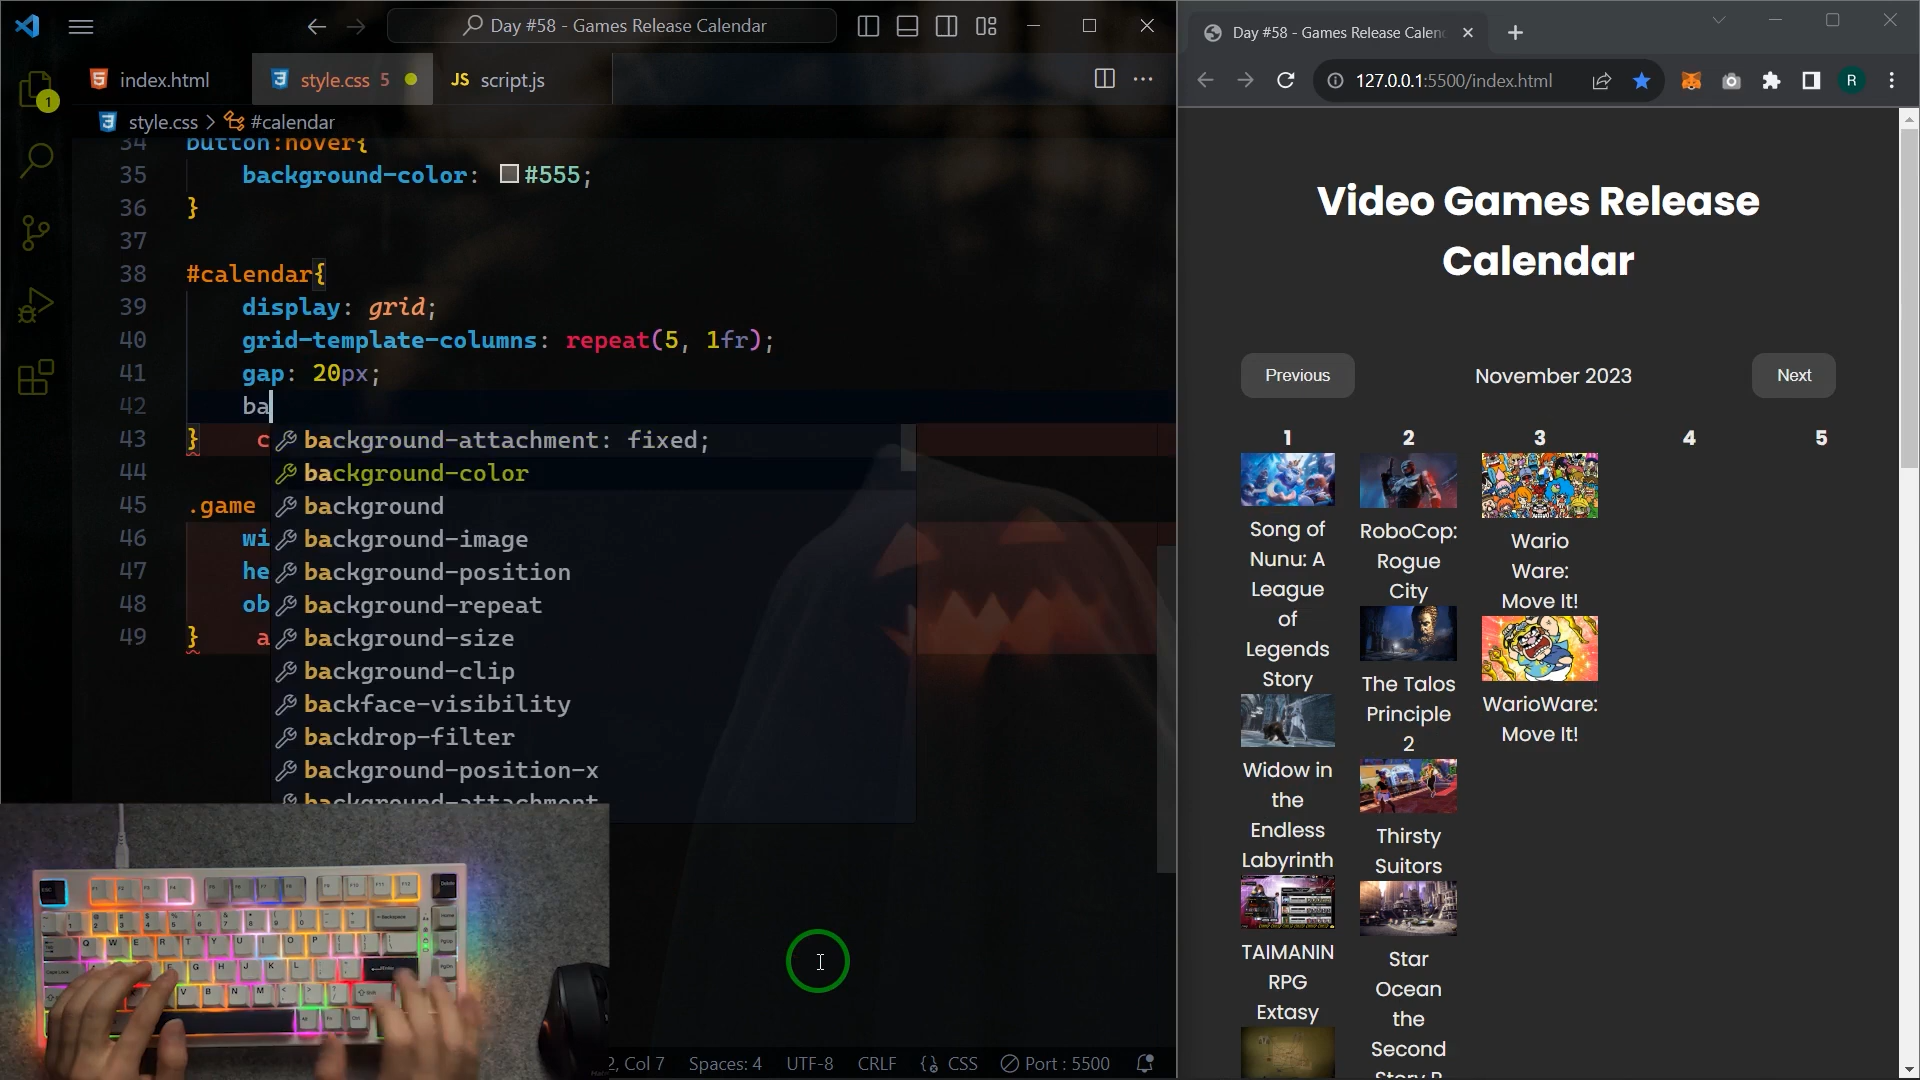 Day #58 - Games Release Calendar
index.html
style.css 5
JS script.js
1
style.css > #calendar
34 button:hover{
35 background-color: #555;
36 }
37
38 #calendar{
39 display: grid;
40 grid-template-columns: repeat(5, 1fr);
41 gap: 20px;
42 ba
43 } c
background-attachment: fixed;
44
background-color
45 .game
background
46 wi
background-image
47 he
background-position
48 ob
background-repeat
49 } a
background-size
background-clip
backface-visibility
backdrop-filter
background-position-x
background-attachment
2, Col 7
Spaces: 4
UTF-8
CRLF
{} CSS
Port : 5500
Day #58 - Games Release Calen
127.0.0.1:5500/index.html
R
Video Games Release
Calendar
Previous
November 2023
Next
1
2
3
4
5
Song of
Nunu: A
League
of
Legends
Story
Widow in
the
Endless
Labyrinth
TAIMANIN
RPG
Extasy
RoboCop:
Rogue
City
The Talos
Principle
2
Thirsty
Suitors
Star
Ocean
the
Second
Story R
Wario
Ware:
Move It!
WarioWare:
Move It!